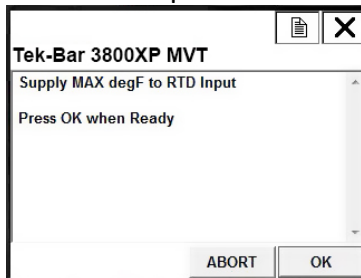 Tek-Bar 3800XP MVT
Supply MAX degF to RTD Input
Press OK when Ready
ABORT
OK